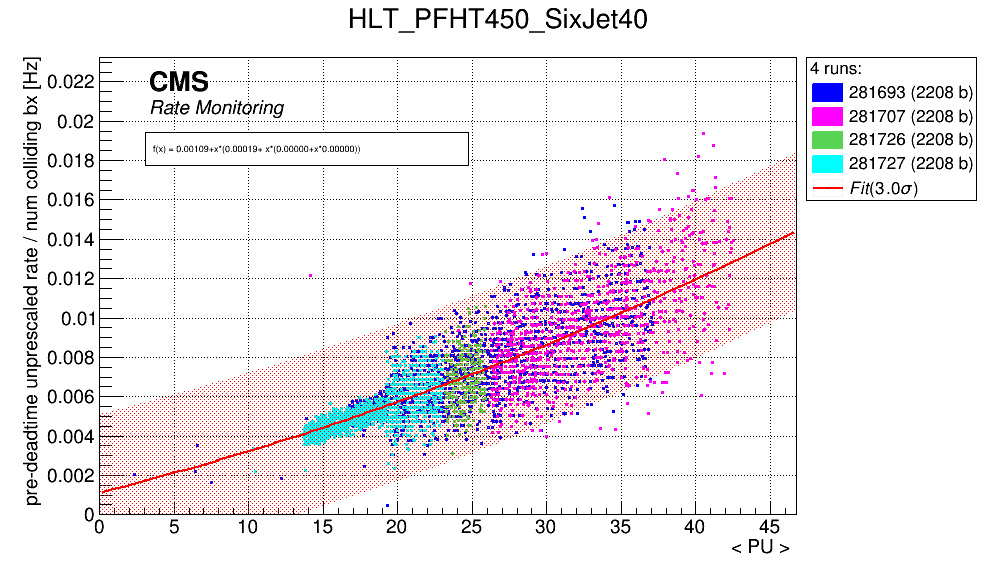 HLT_PFHT450_SixJet40
pre-deadtime unprescaled rate / num colliding bx [Hz]
CMS
Rate Monitoring
f(x) = 0.00109+x*(0.00019+ x*(0.00000+x*0.00000))
0.022
0.02
0.018
0.016
0.014
0.012
0.01
0.008
0.006
0.004
0.002
0
0 5 10 15 20 25 30 35 40 45
< PU >
4 runs:
281693 (2208 b)
281707 (2208 b)
281726 (2208 b)
281727 (2208 b)
Fit(3.0σ)